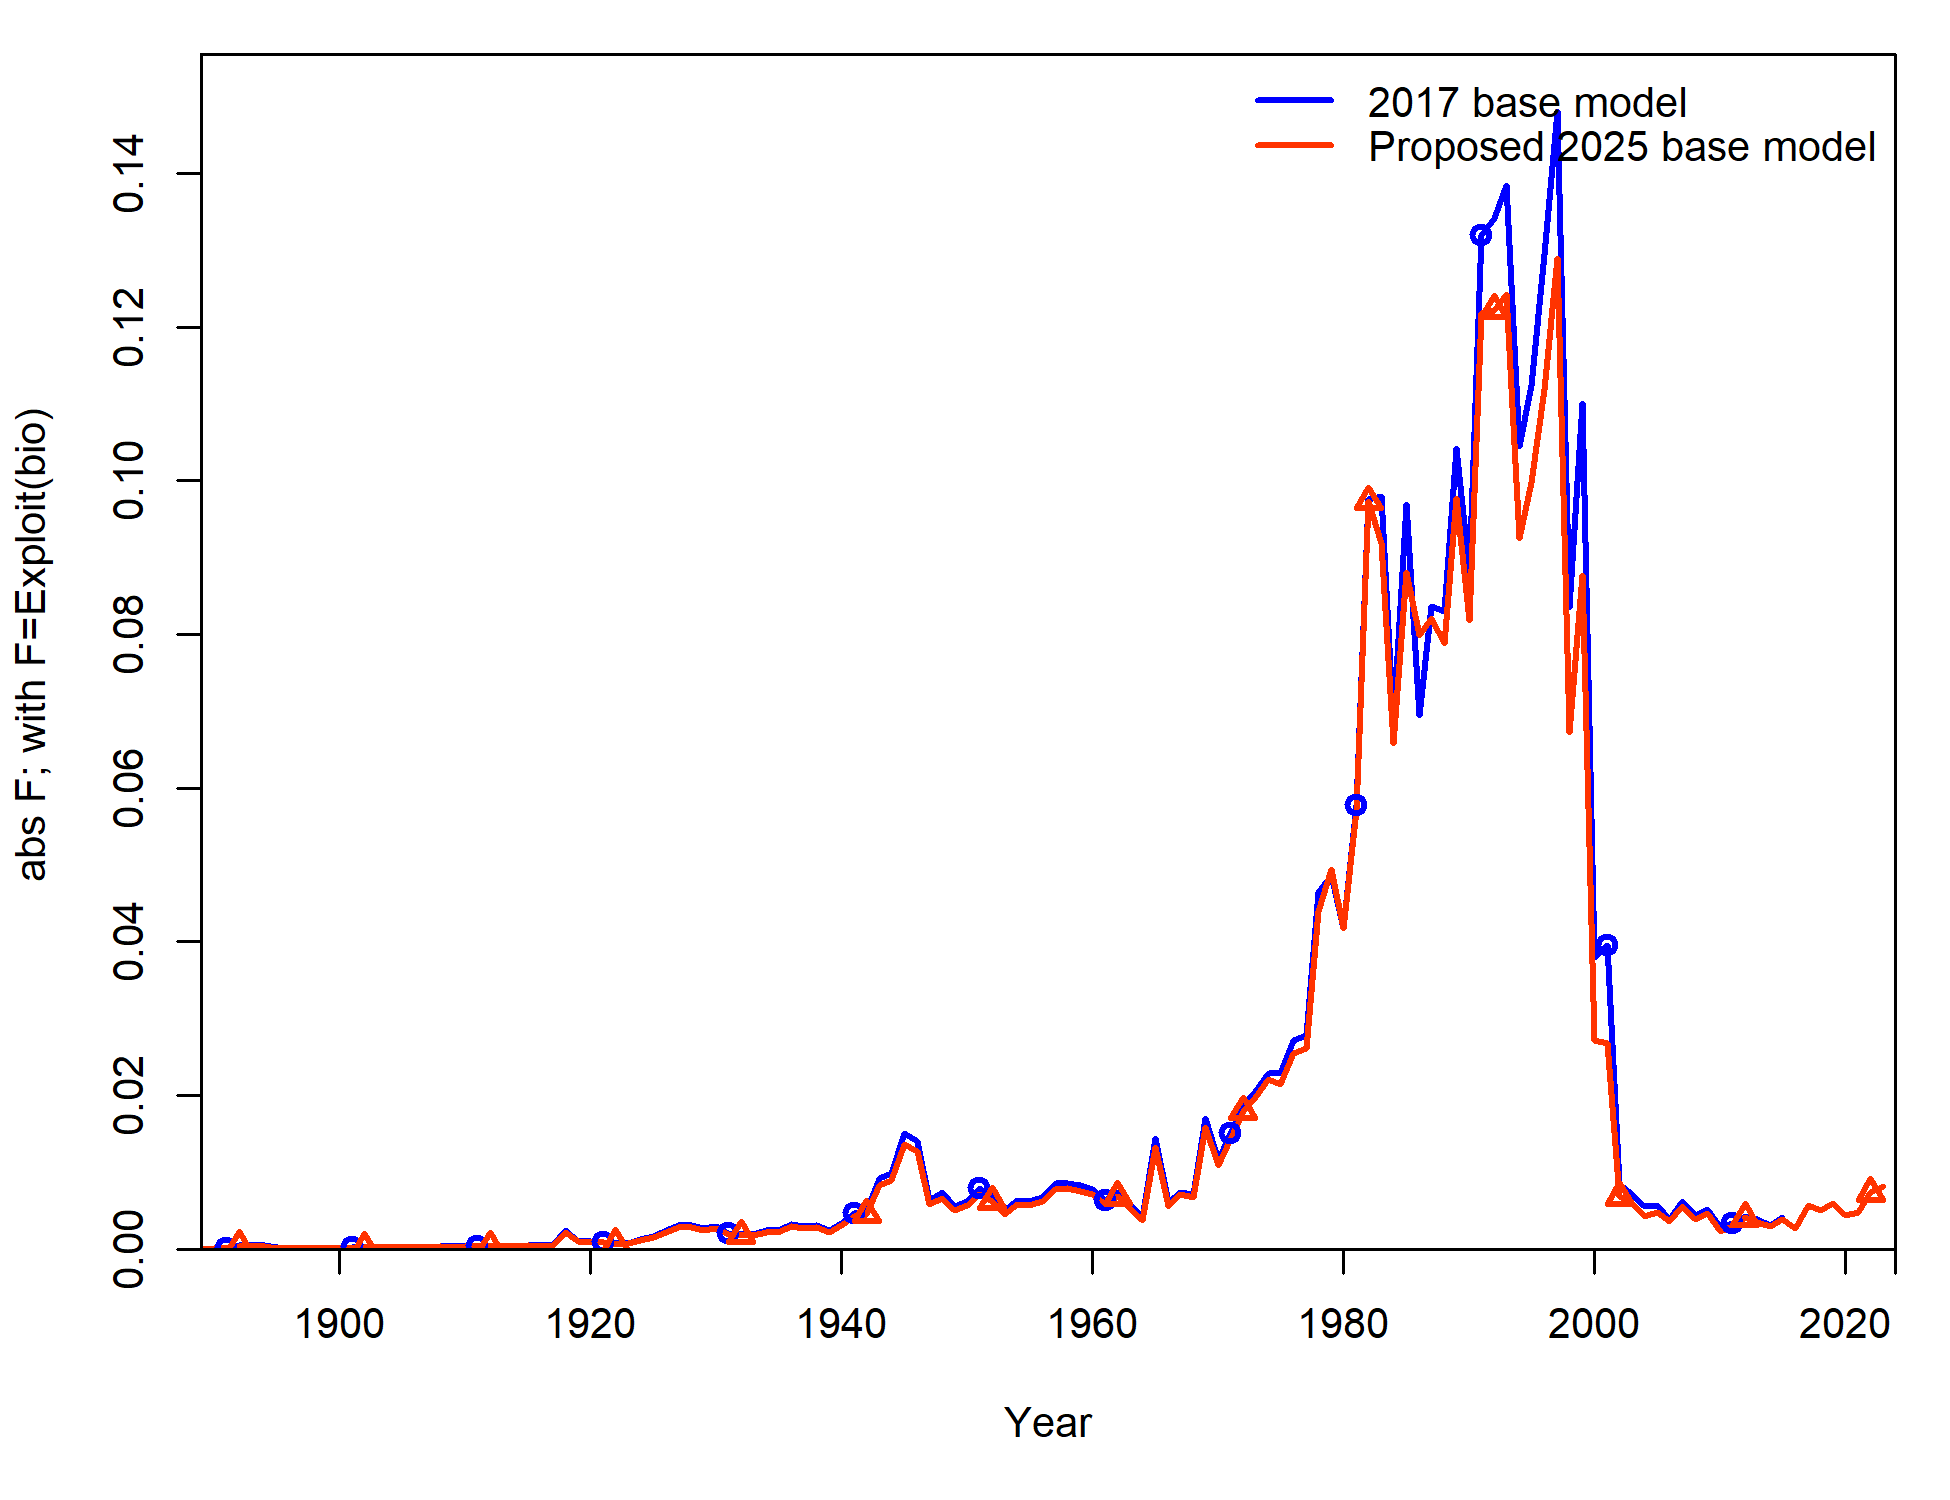 2017 base model
Proposed 2025 base model
abs F; with F=Exploit(bio)
0.14
0.12
0.10
0.08
0.06
0.04
0.02
0.00
1900 1920 1940 1960 1980 2000 2020
Year